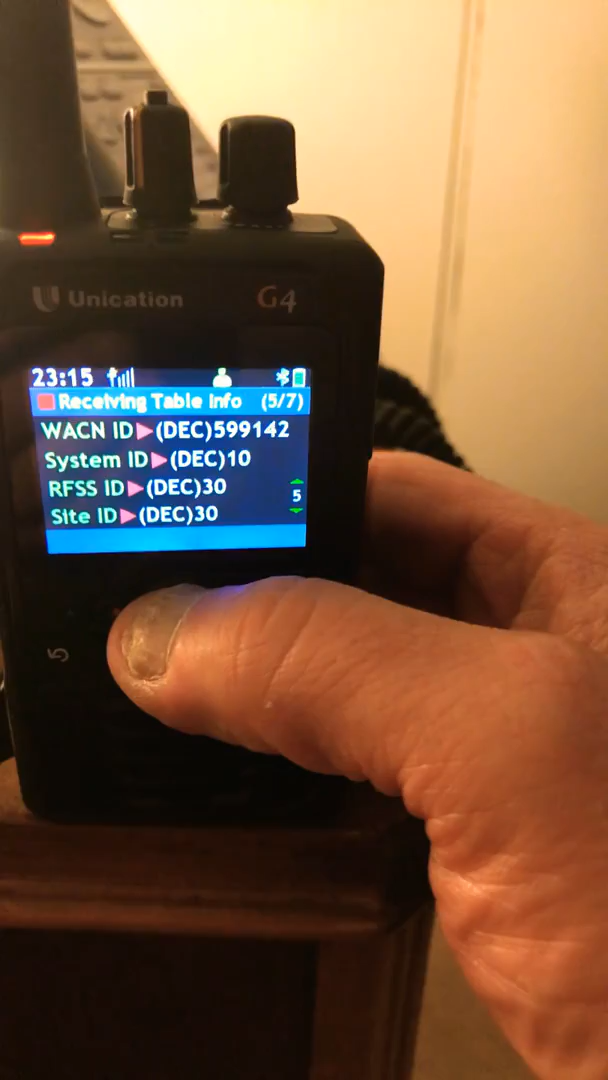 Unication G4
23:15
Receiving Table Info (5/7)
WACN ID▶(DEC)599142
System ID▶(DEC)10
RFSS ID▶(DEC)30
5
Site ID▶(DEC)30